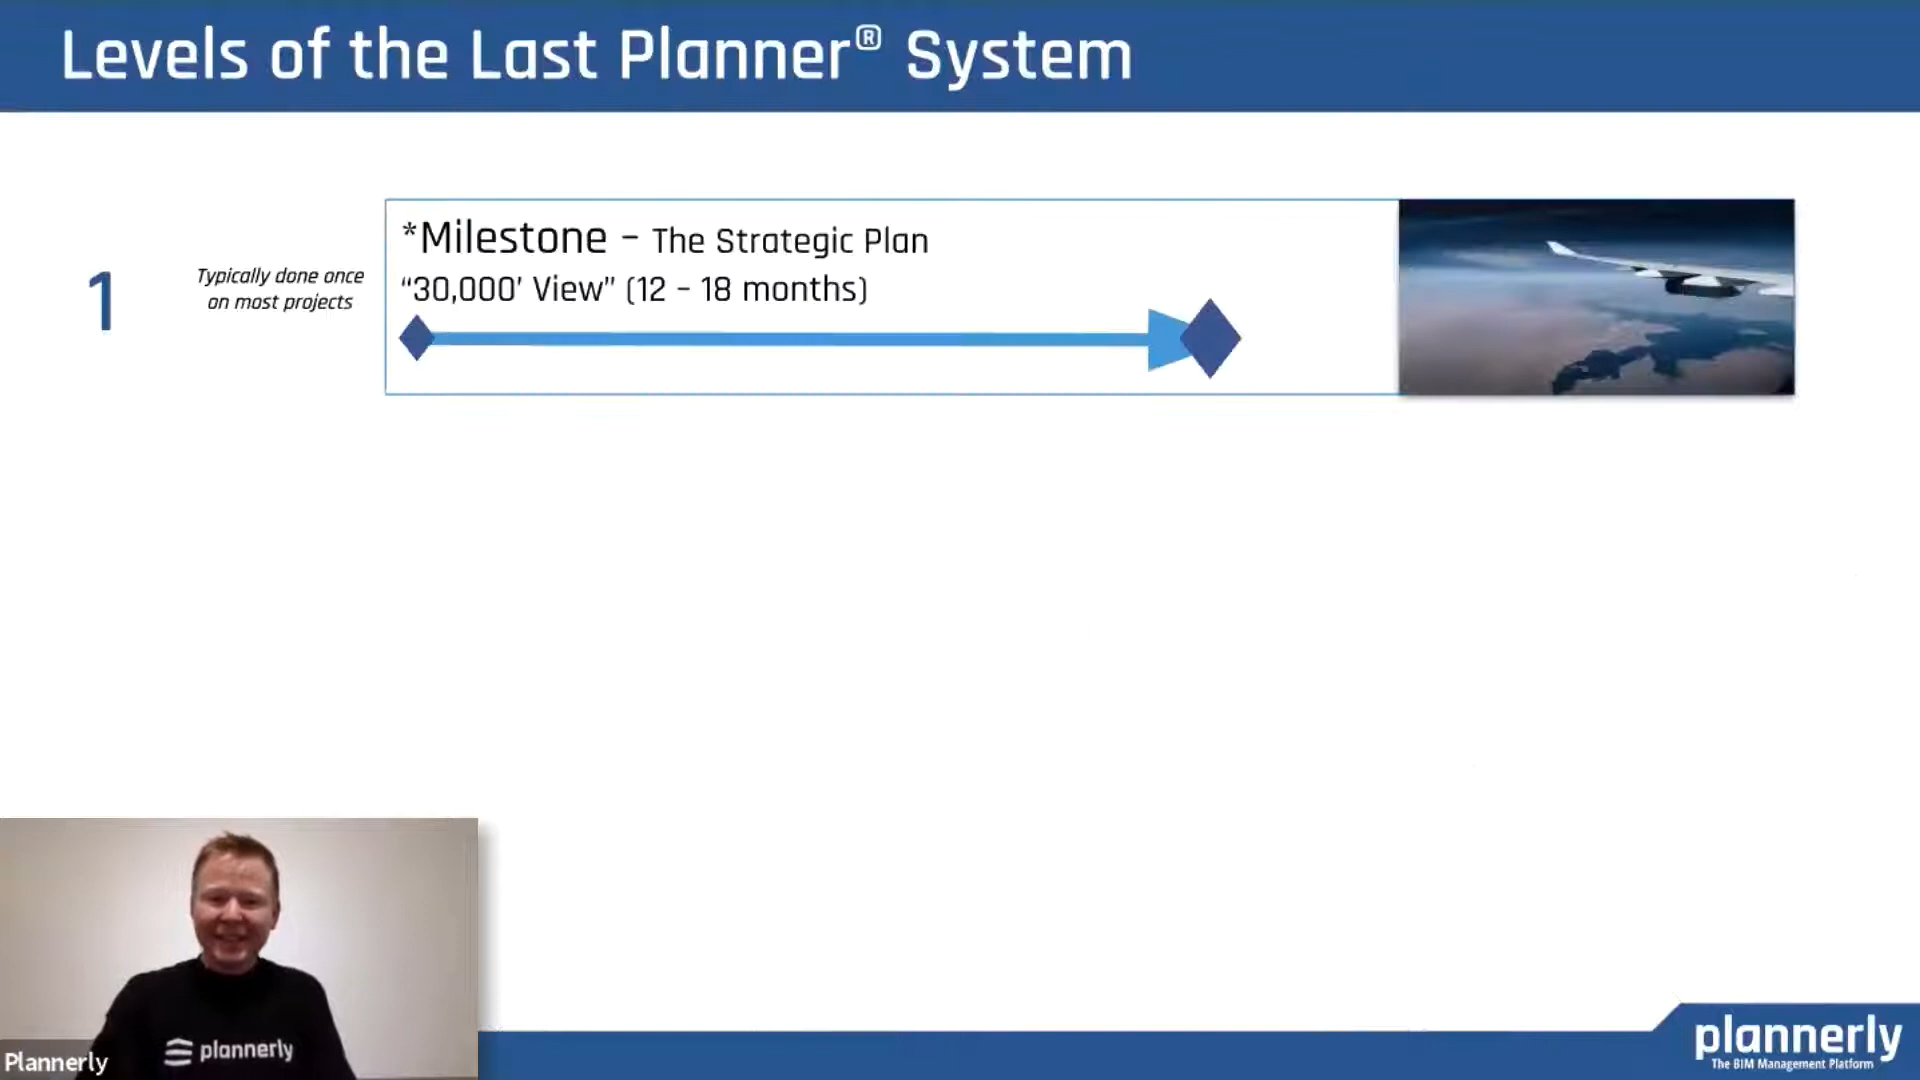 Levels of the Last Planner® System
1
Typically done once
on most projects
*Milestone – The Strategic Plan
“30,000’ View” (12 – 18 months)
plannerly
Plannerly
plannerly
The BIM Management Platform